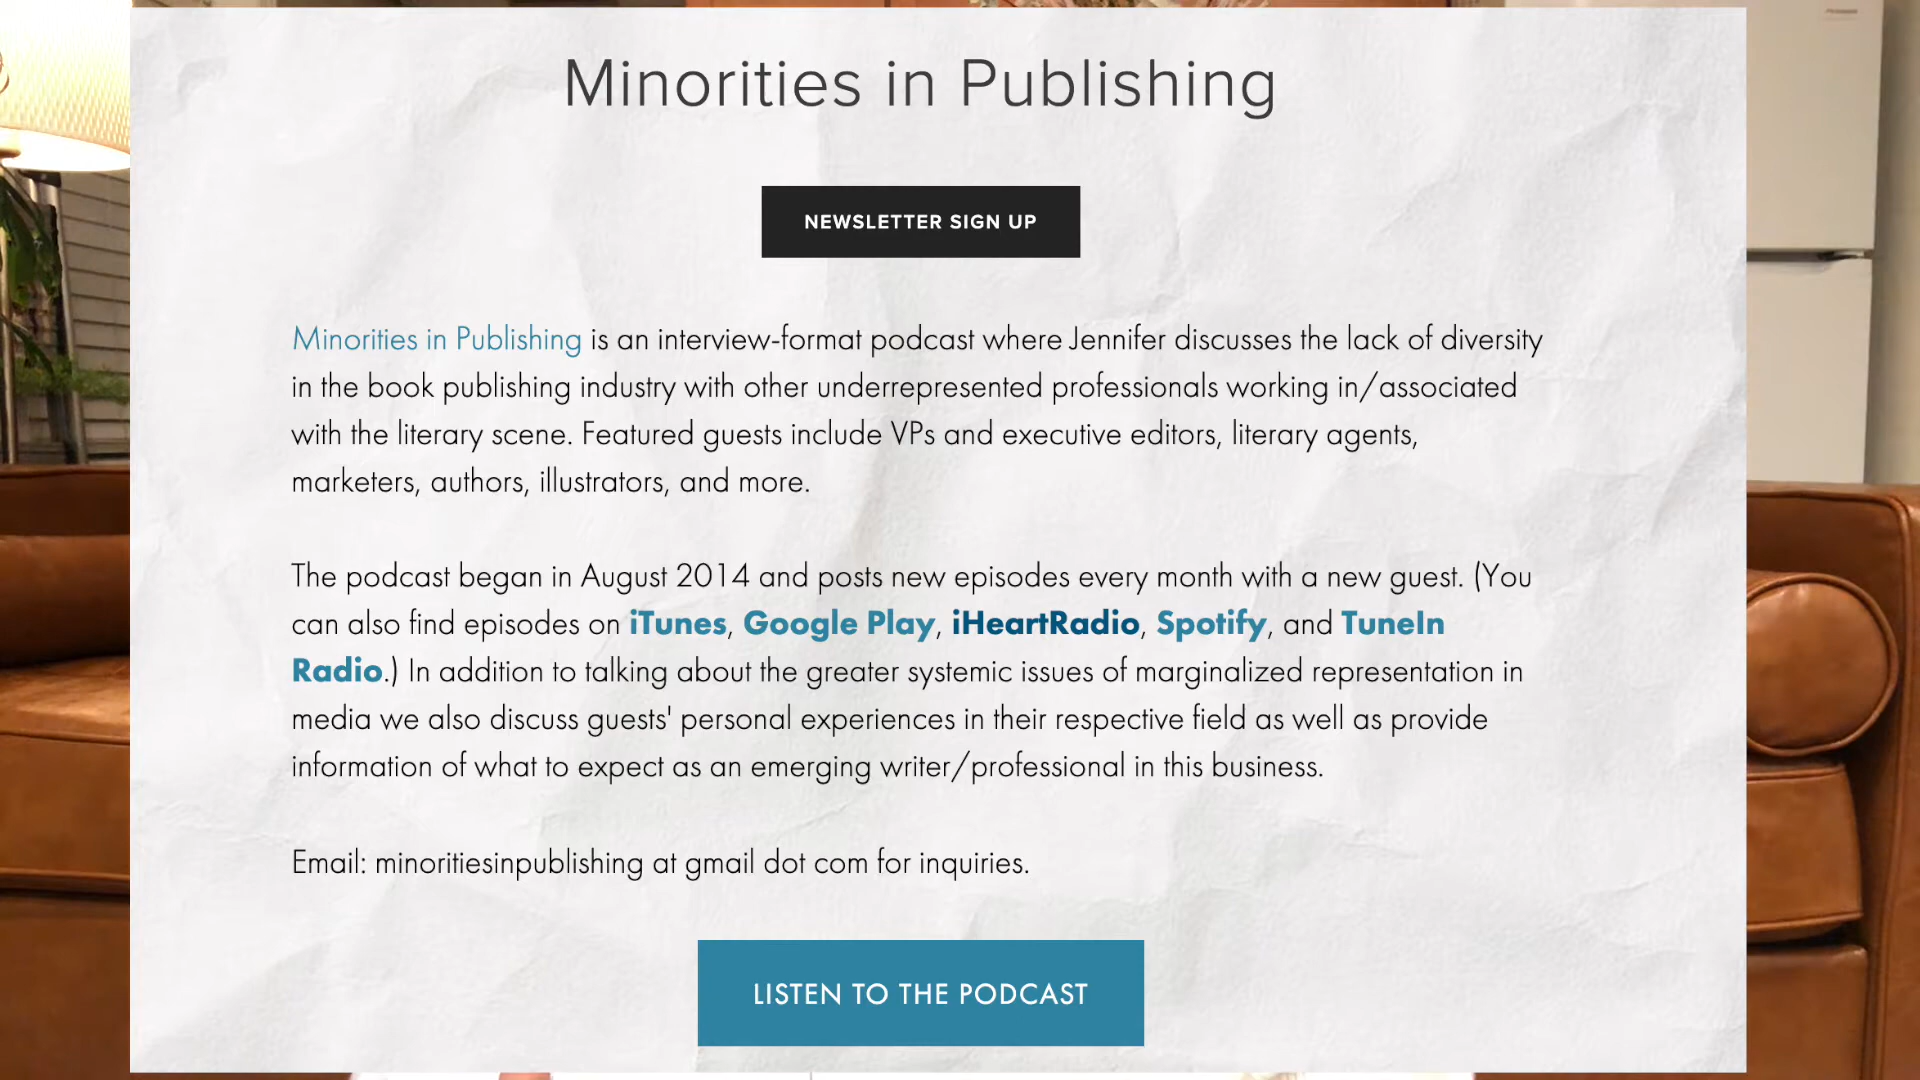 Minorities in Publishing
NEWSLETTER SIGN UP
Minorities in Publishing is an interview-format podcast where Jennifer discusses the lack of diversity
in the book publishing industry with other underrepresented professionals working in/associated
with the literary scene. Featured guests include VPs and executive editors, literary agents,
marketers, authors, illustrators, and more.
The podcast began in August 2014 and posts new episodes every month with a new guest. (You
can also find episodes on iTunes, Google Play, iHeartRadio, Spotify, and TuneIn
Radio.) In addition to talking about the greater systemic issues of marginalized representation in
media we also discuss guests' personal experiences in their respective field as well as provide
information of what to expect as an emerging writer/professional in this business.
Email: minoritiesinpublishing at gmail dot com for inquiries.
LISTEN TO THE PODCAST